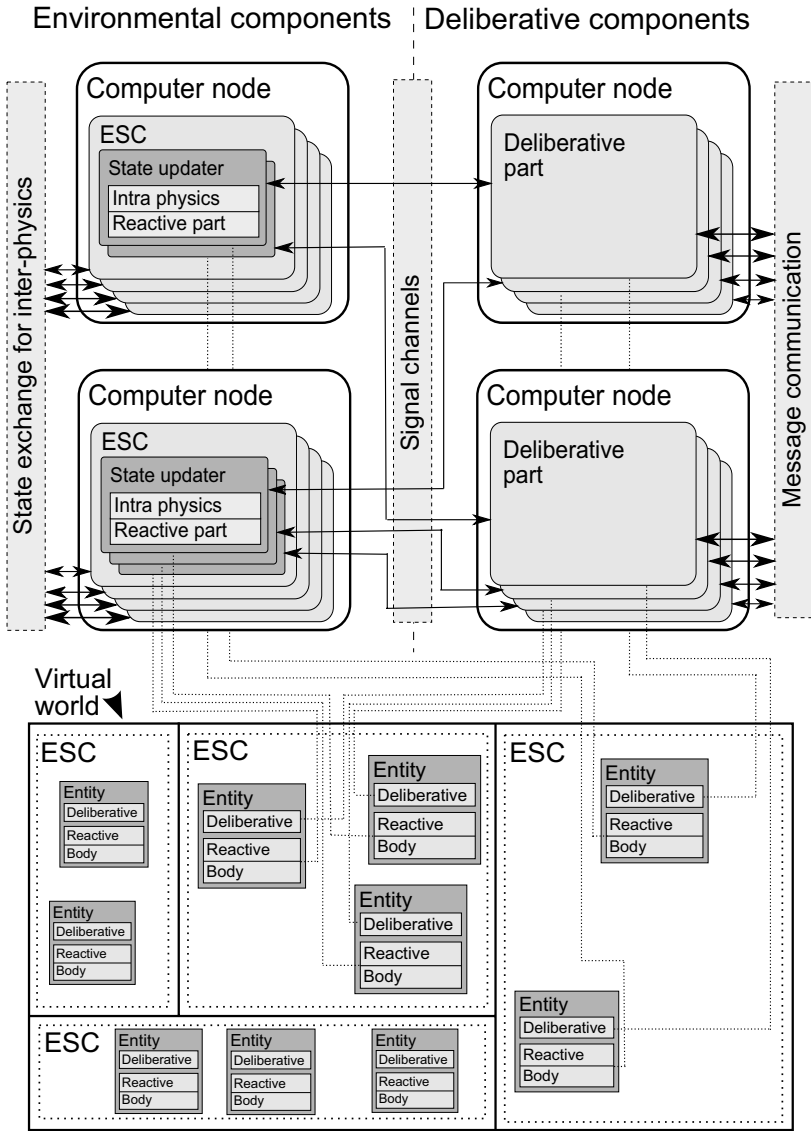 Environmental components
Deliberative components
State exchange for inter-physics
Computer node
ESC
State updater
Intra physics
Reactive part
Signal channels
Computer node
Deliberative
part
Message communication
Computer node
ESC
State updater
Intra physics
Reactive part
Computer node
Deliberative
part
Virtual
world
ESC
Entity
Deliberative
Reactive
Body
Entity
Deliberative
Reactive
Body
ESC
Entity
Deliberative
Reactive
Body
Entity
Deliberative
Reactive
Body
Entity
Deliberative
Reactive
Body
ESC
Entity
Deliberative
Reactive
Body
Entity
Deliberative
Reactive
Body
ESC
Entity
Deliberative
Reactive
Body
Entity
Deliberative
Reactive
Body
Entity
Deliberative
Reactive
Body